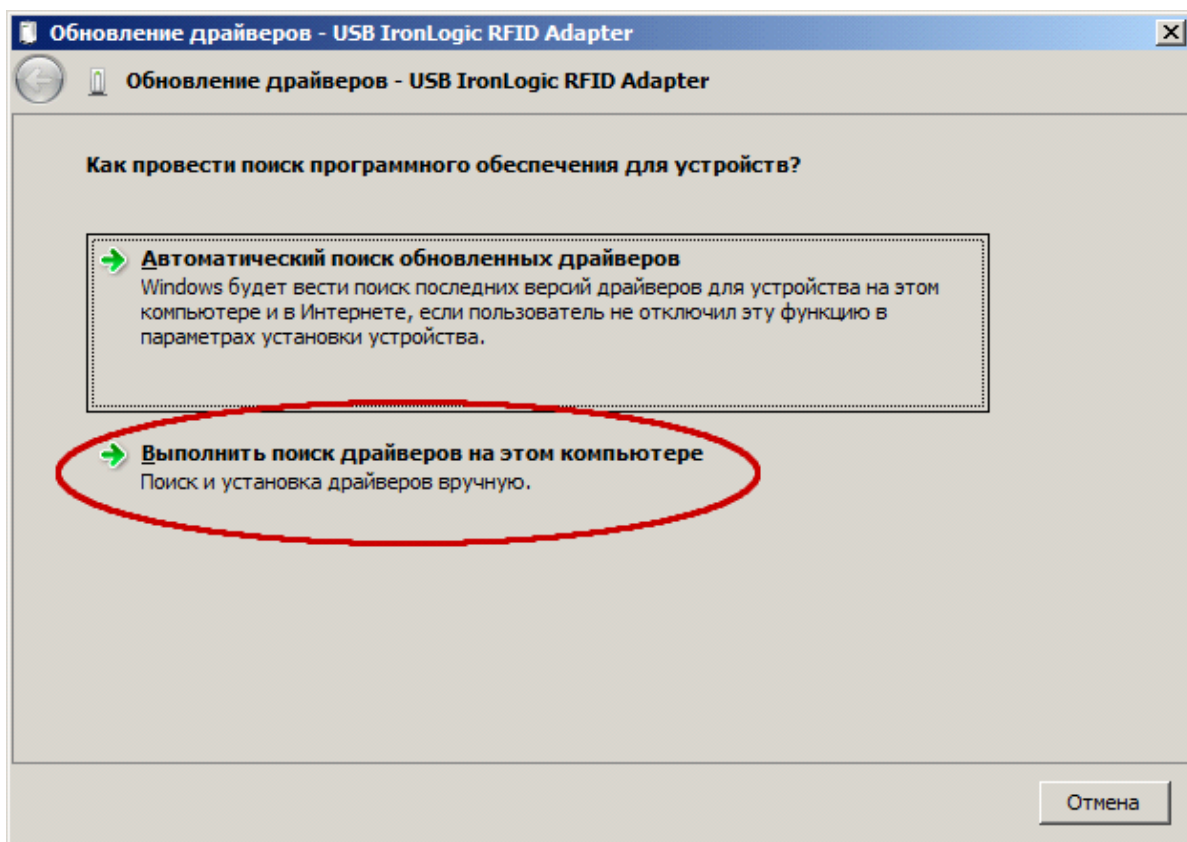 Обновление драйверов - USB IronLogic RFID Adapter
Обновление драйверов - USB IronLogic RFID Adapter
Как провести поиск программного обеспечения для устройств?
Автоматический поиск обновленных драйверов
Windows будет вести поиск последних версий драйверов для устройства на этом
компьютере и в Интернете, если пользователь не отключил эту функцию в
параметрах установки устройства.
Выполнить поиск драйверов на этом компьютере
Поиск и установка драйверов вручную.
Отмена